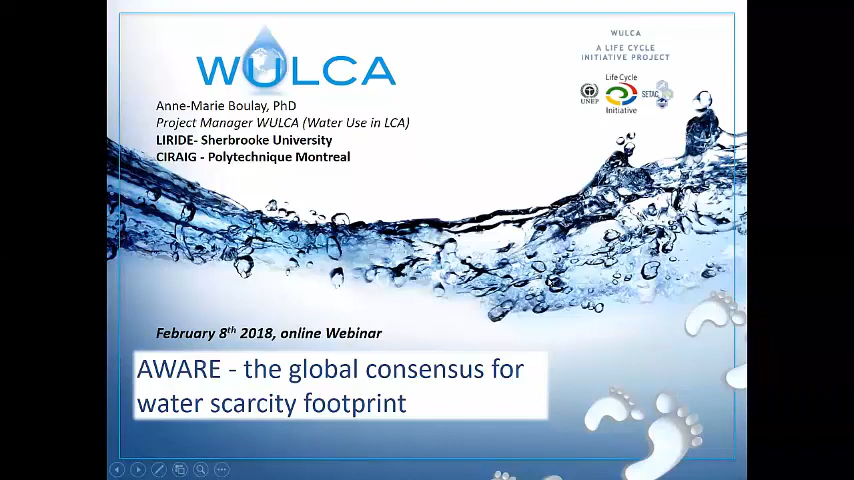 WULCA
WULCA
A LIFE CYCLE
INITIATIVE PROJECT
Life Cycle
UNEP
SETAC
Initiative
Anne-Marie Boulay, PhD
Project Manager WULCA (Water Use in LCA)
LIRIDE- Sherbrooke University
CIRAIG - Polytechnique Montreal
February 8th 2018, online Webinar
AWARE - the global consensus for
water scarcity footprint